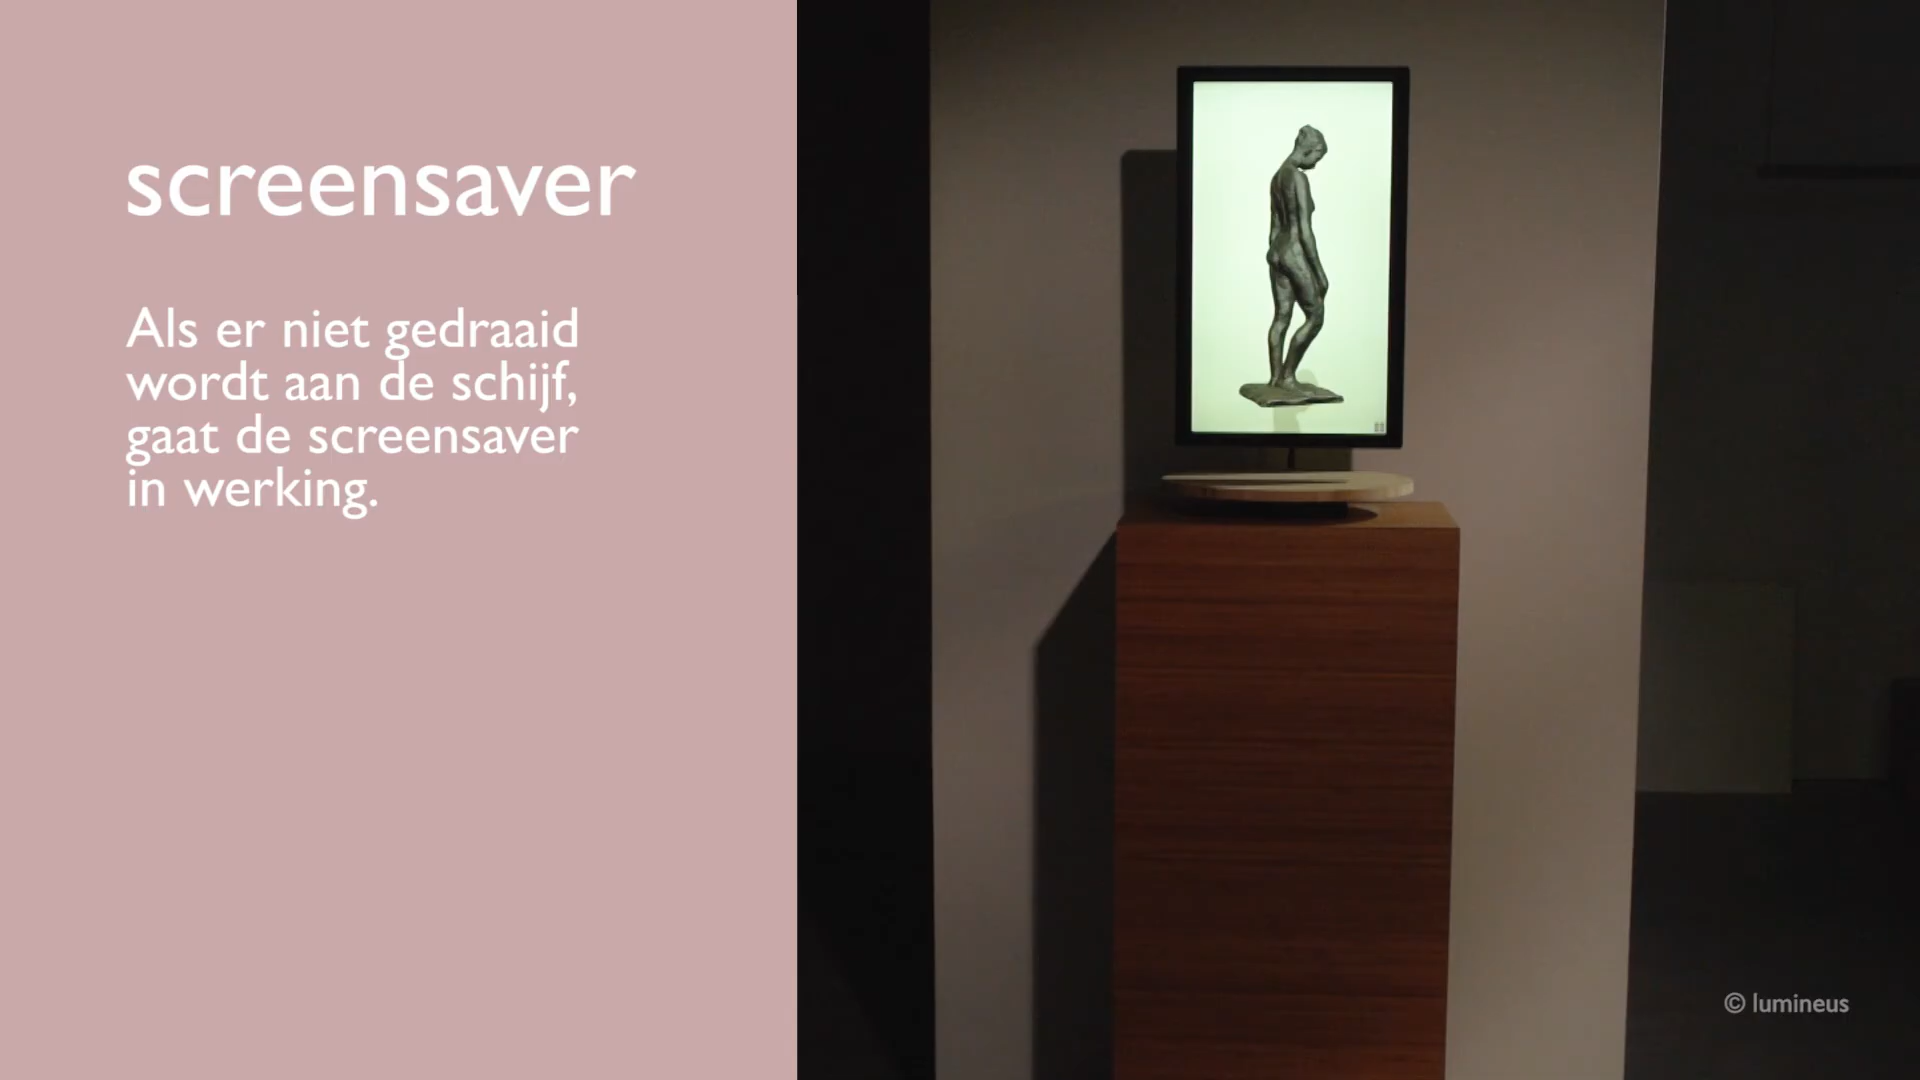 screensaver
Als er niet gedraaid
wordt aan de schijf,
gaat de screensaver
in werking.
© lumineus